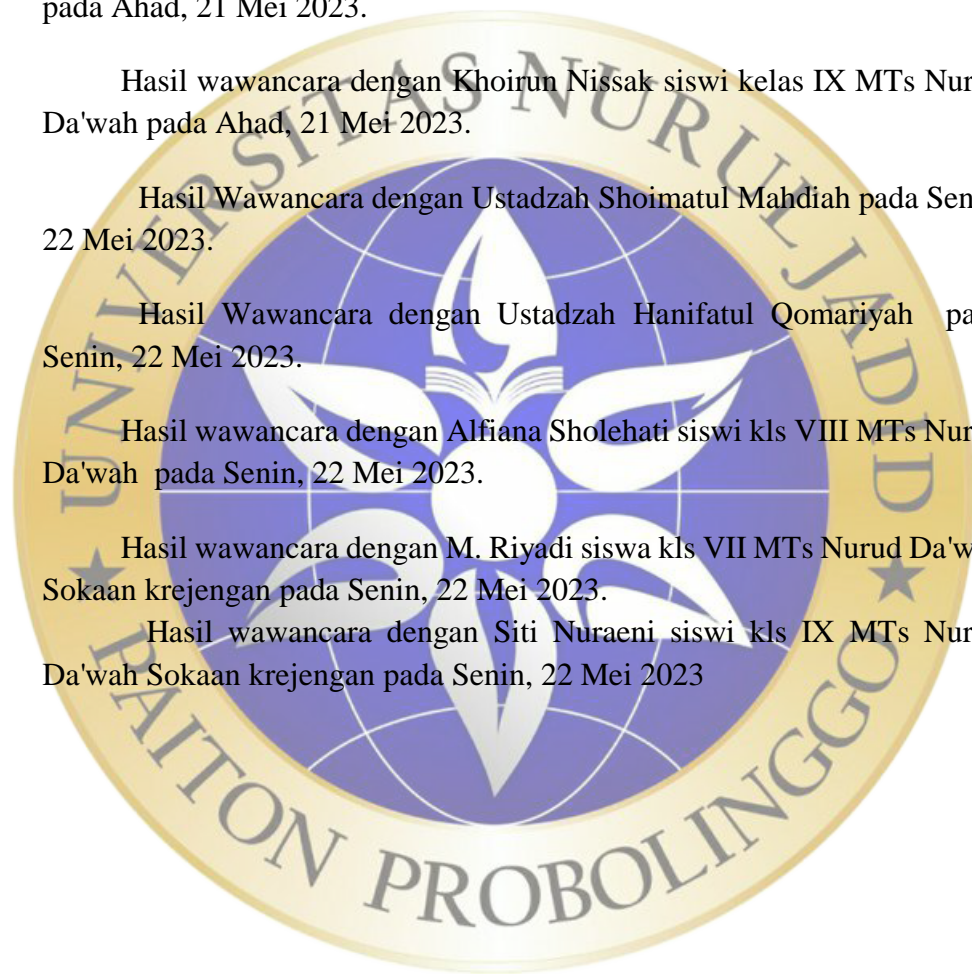 pada Ahad, 21 Mei 2023.
Hasil wawancara dengan Khoirun Nissak siswi kelas IX MTs Nur
Da'wah pada Ahad, 21 Mei 2023.
Hasil Wawancara dengan Ustadzah Shoimatul Mahdiah pada Sen
22 Mei 2023.
Hasil Wawancara dengan Ustadzah Hanifatul Qomariyah pa
Senin, 22 Mei 2023.
Hasil wawancara dengan Alfiana Sholehati siswi kls VIII MTs Nur
Da'wah pada Senin, 22 Mei 2023.
Hasil wawancara dengan M. Riyadi siswa kls VII MTs Nurud Da'w
Sokaan krejengan pada Senin, 22 Mei 2023.
Hasil wawancara dengan Siti Nuraeni siswi kls IX MTs Nur
Da'wah Sokaan krejengan pada Senin, 22 Mei 2023
UNIVERSITAS NURUL JADID
★ PAITON PROBOLINGGO ★